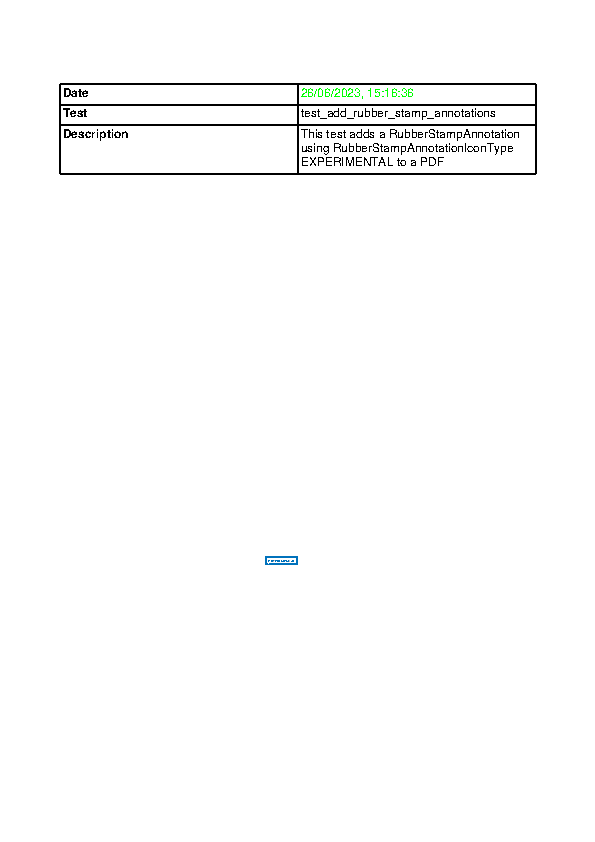 Date 26/06/2023, 15:16:36
Test test_add_rubber_stamp_annotations
Description This test adds a RubberStampAnnotation
using RubberStampAnnotationIconType
EXPERIMENTAL to a PDF